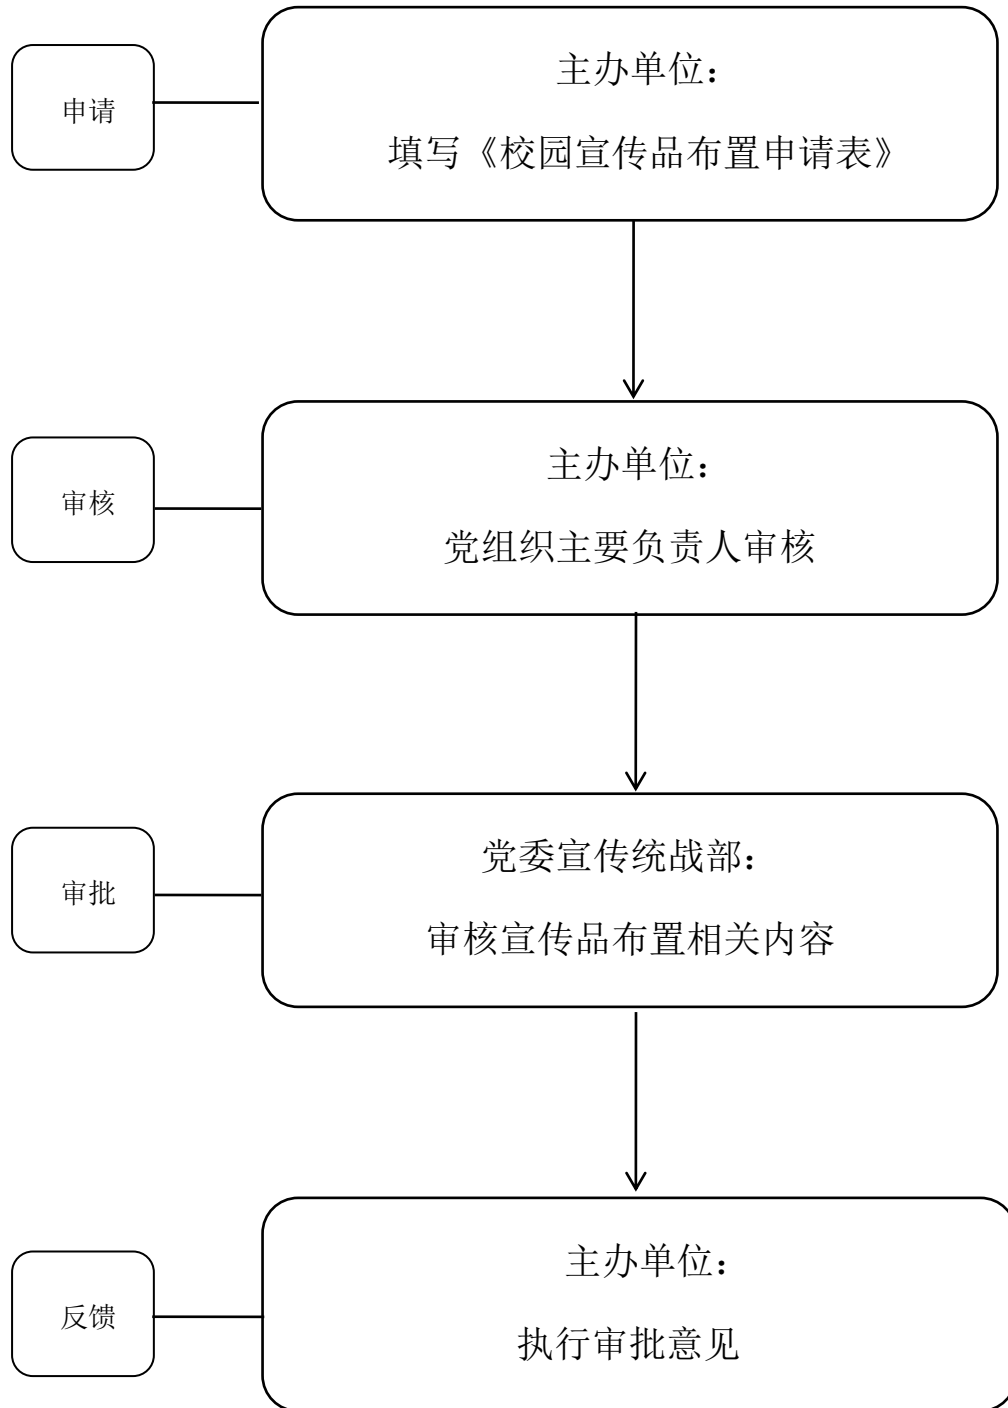 申请
主办单位：
填写《校园宣传品布置申请表》
审核
主办单位：
党组织主要负责人审核
审批
党委宣传统战部：
审核宣传品布置相关内容
反馈
主办单位：
执行审批意见